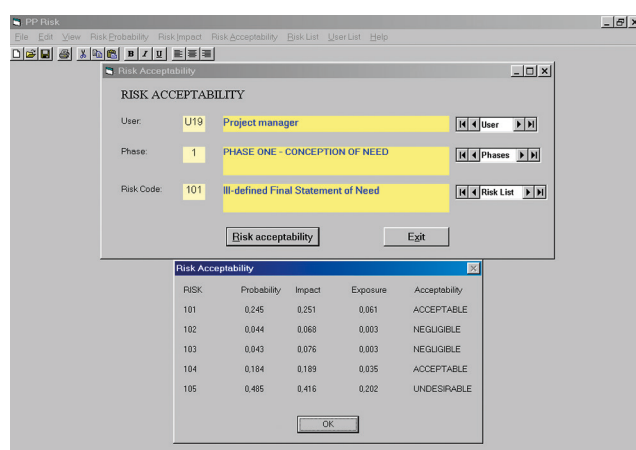 PP Risk
File Edit View Risk Probability Risk Impact Risk Acceptability Risk List User List Help
B I U
Risk Acceptability
RISK ACCEPTABILITY
User: U19 Project manager User
Phase: 1 PHASE ONE - CONCEPTION OF NEED Phases
Risk Code: 101 Ill-defined Final Statement of Need Risk List
Risk acceptability Exit
Risk Acceptability
RISK Probability Impact Exposure Acceptability
101 0,245 0,251 0,061 ACCEPTABLE
102 0,044 0,068 0,003 NEGLIGIBLE
103 0,043 0,076 0,003 NEGLIGIBLE
104 0,184 0,189 0,035 ACCEPTABLE
105 0,485 0,416 0,202 UNDESIRABLE
OK